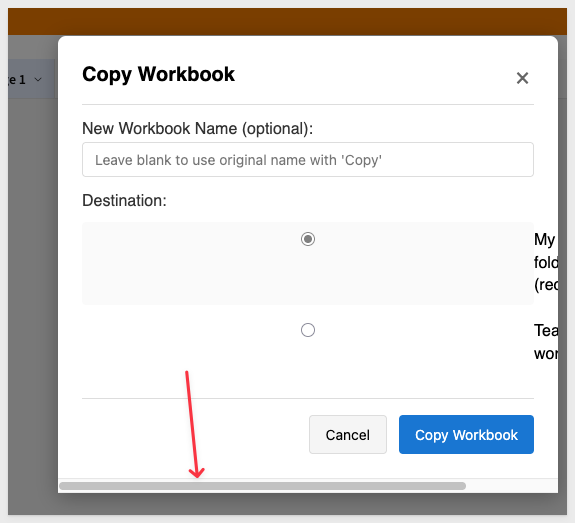 e 1
Copy Workbook
New Workbook Name (optional):
Leave blank to use original name with 'Copy'
Destination:
My
fold
(rec
Tea
wor
Cancel
Copy Workbook